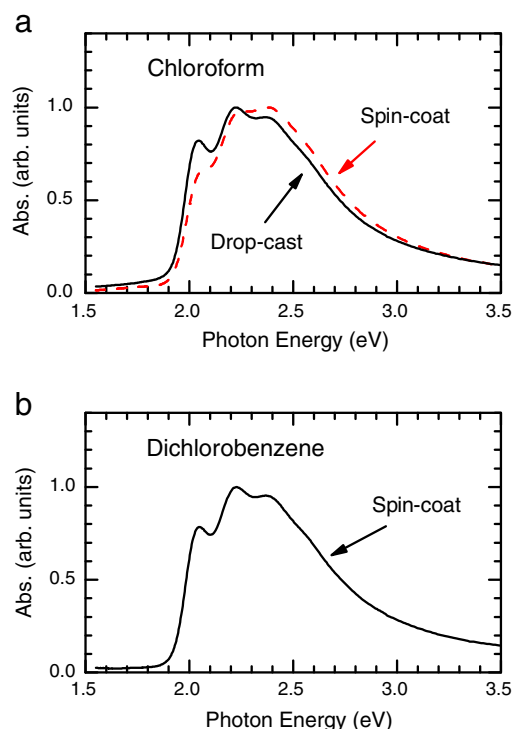 a
Chloroform
Spin-coat
Drop-cast
Abs. (arb. units)
1.0
0.5
0.0
1.5 2.0 2.5 3.0 3.5
Photon Energy (eV)
b
Dichlorobenzene
Spin-coat
Abs. (arb. units)
1.0
0.5
0.0
1.5 2.0 2.5 3.0 3.5
Photon Energy (eV)